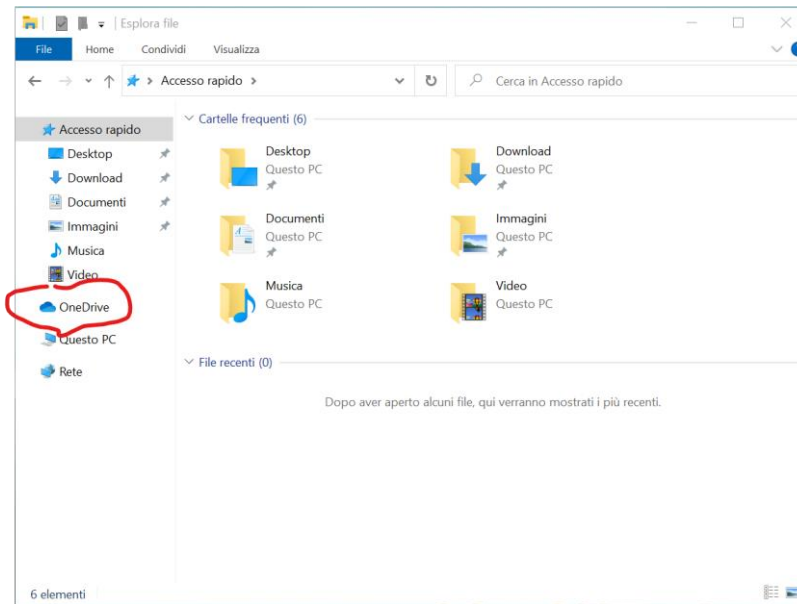 Esplora file
File Home Condividi Visualizza
Accesso rapido
Cerca in Accesso rapido
Accesso rapido
Desktop
Download
Documenti
Immagini
Musica
Video
OneDrive
Questo PC
Rete
Cartelle frequenti (6)
Desktop
Questo PC
Download
Questo PC
Documenti
Questo PC
Immagini
Questo PC
Musica
Questo PC
Video
Questo PC
File recenti (0)
Dopo aver aperto alcuni file, qui verranno mostrati i più recenti.
6 elementi